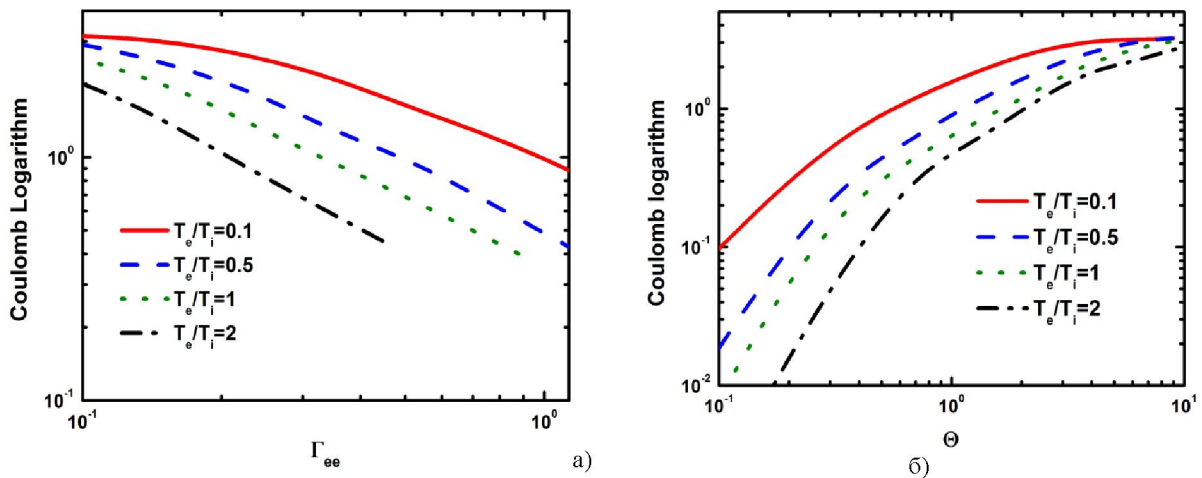 Coulomb Logarithm
10⁰
10⁻¹
10⁻¹
10⁰
Γee
Te/Ti=0.1
Te/Ti=0.5
Te/Ti=1
Te/Ti=2
а)
Coulomb logarithm
10⁰
10⁻¹
10⁻²
10⁻¹
10⁰
10¹
Θ
Te/Ti=0.1
Te/Ti=0.5
Te/Ti=1
Te/Ti=2
б)